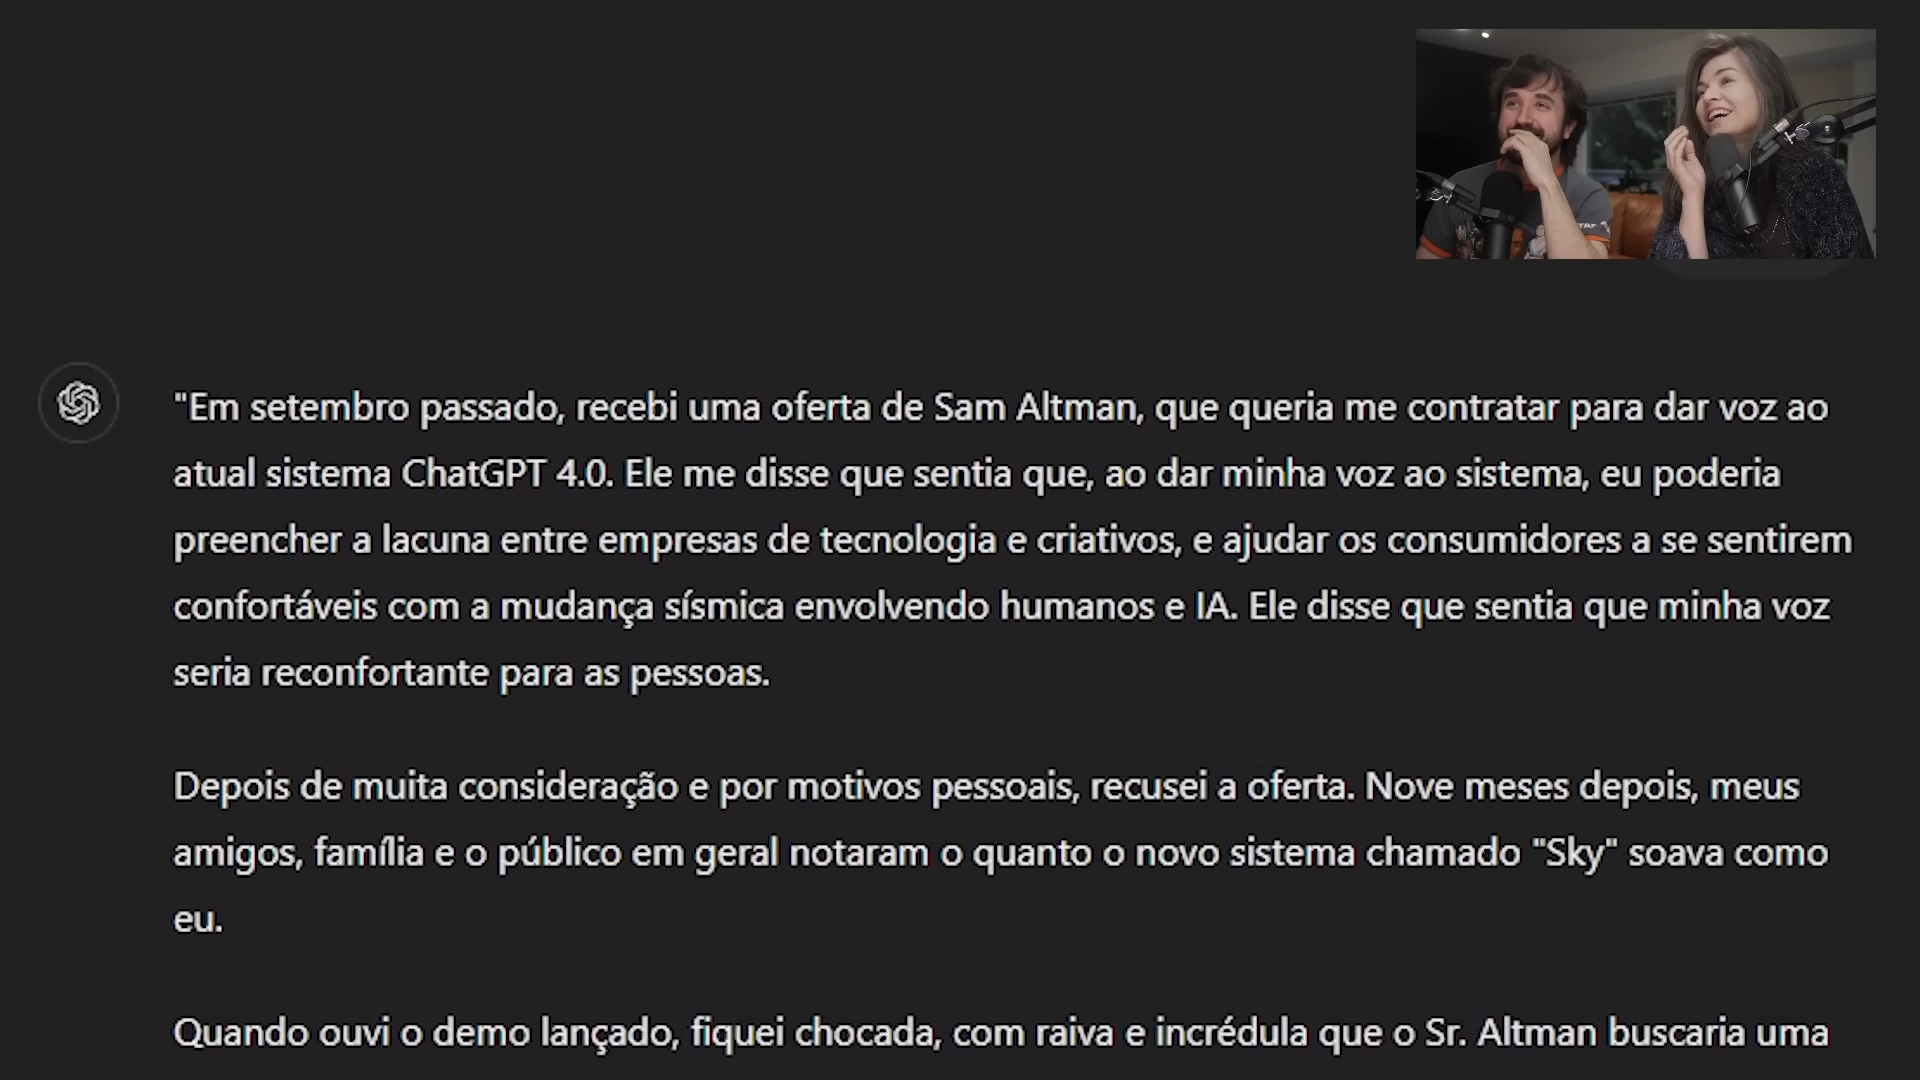 "Em setembro passado, recebi uma oferta de Sam Altman, que queria me contratar para dar voz ao
atual sistema ChatGPT 4.0. Ele me disse que sentia que, ao dar minha voz ao sistema, eu poderia
preencher a lacuna entre empresas de tecnologia e criativos, e ajudar os consumidores a se sentirem
confortáveis com a mudança sísmica envolvendo humanos e IA. Ele disse que sentia que minha voz
seria reconfortante para as pessoas.
Depois de muita consideração e por motivos pessoais, recusei a oferta. Nove meses depois, meus
amigos, família e o público em geral notaram o quanto o novo sistema chamado "Sky" soava como
eu.
Quando ouvi o demo lançado, fiquei chocada, com raiva e incrédula que o Sr. Altman buscaria uma